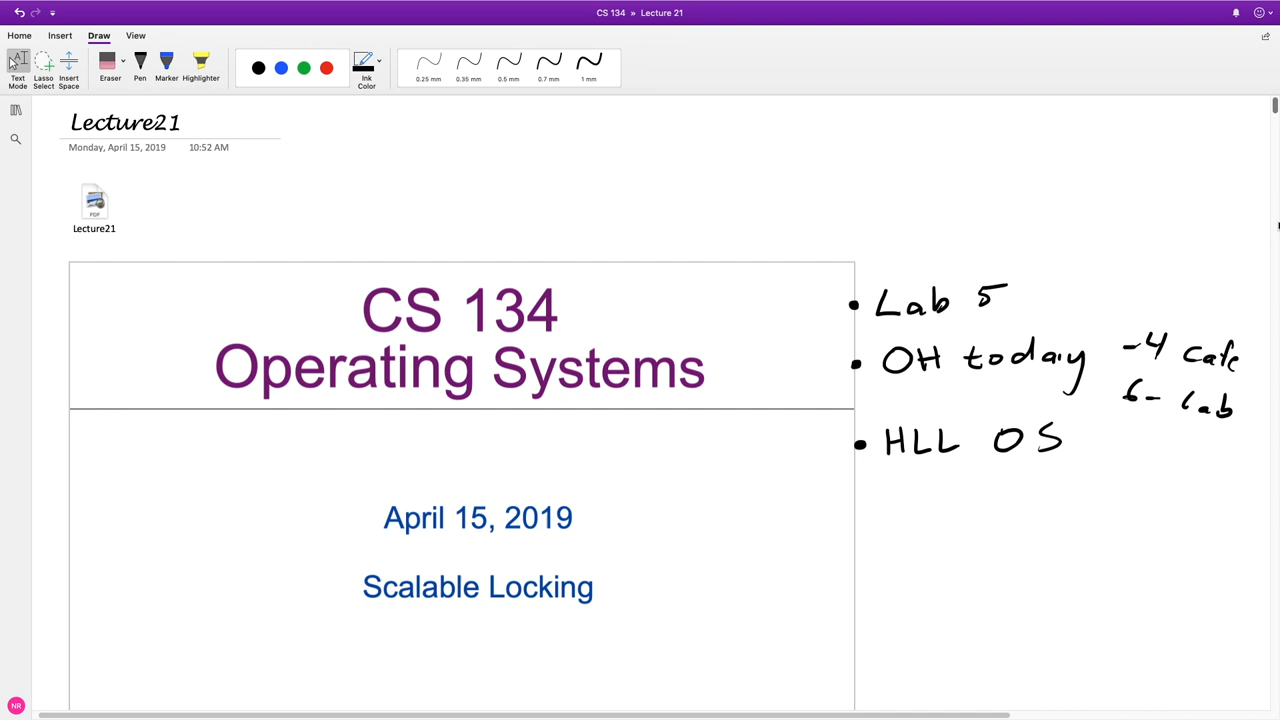 CS 134 » Lecture 21
Home Insert Draw View
Text Mode
Lasso Select
Insert Space
Eraser
Pen
Marker
Highlighter
Ink Color
0.25 mm
0.35 mm
0.5 mm
0.7 mm
1 mm
Lecture21
Monday, April 15, 2019 10:52 AM
PDF
Lecture21
CS 134
Operating Systems
April 15, 2019
Scalable Locking
• Lab 5
• OH today -4 Cafe
6- lab
• HLL OS
NR